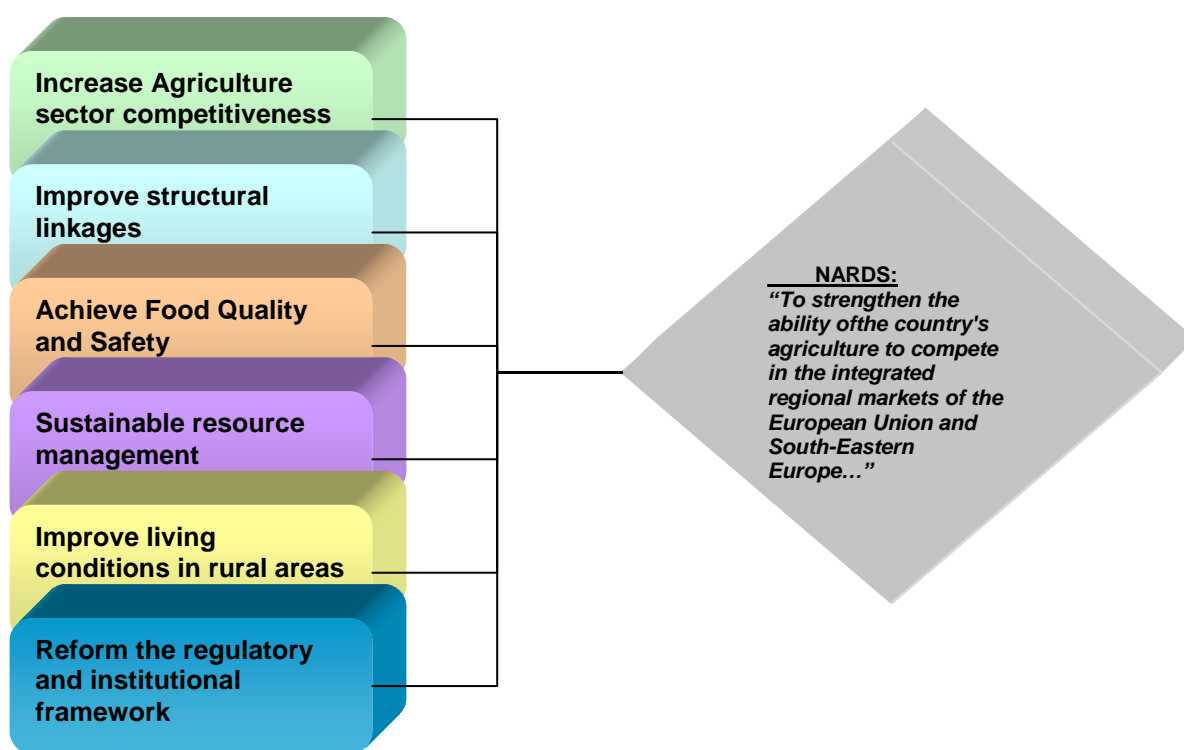 Increase Agriculture
sector competitiveness
Improve structural
linkages
Achieve Food Quality
and Safety
Sustainable resource
management
Improve living
conditions in rural areas
Reform the regulatory
and institutional
framework
NARDS:
“To strengthen the
ability ofthe country's
agriculture to compete
in the integrated
regional markets of the
European Union and
South-Eastern
Europe…”